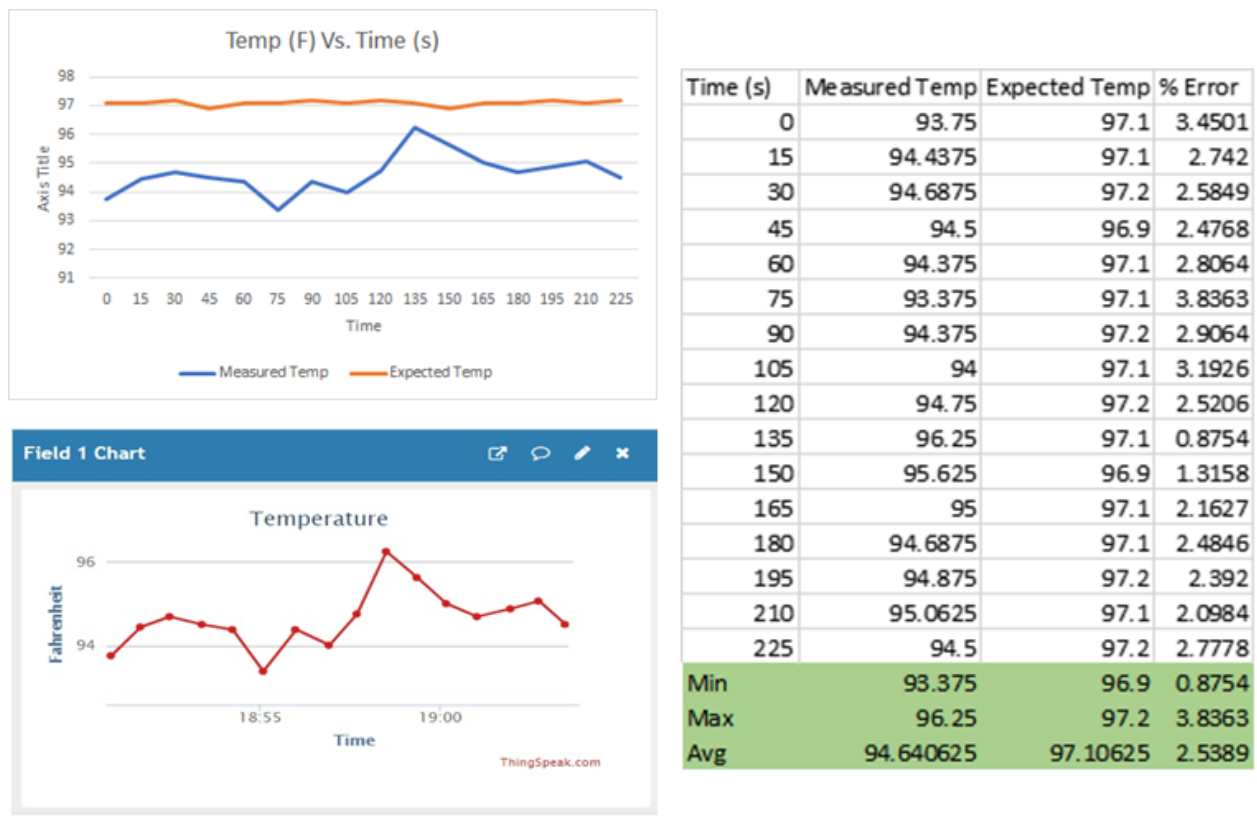 Temp (F) Vs. Time (s)
98
97
96
95
94
93
92
91
Axis Title
0 15 30 45 60 75 90 105 120 135 150 165 180 195 210 225
Time
Measured Temp Expected Temp
Field 1 Chart
Temperature
96
94
Fahrenheit
18:55 19:00
Time
ThingSpeak.com
Time (s) Measured Temp Expected Temp % Error
0 93.75 97.1 3.4501
15 94.4375 97.1 2.742
30 94.6875 97.2 2.5849
45 94.5 96.9 2.4768
60 94.375 97.1 2.8064
75 93.375 97.1 3.8363
90 94.375 97.2 2.9064
105 94 97.1 3.1926
120 94.75 97.2 2.5206
135 96.25 97.1 0.8754
150 95.625 96.9 1.3158
165 95 97.1 2.1627
180 94.6875 97.1 2.4846
195 94.875 97.2 2.392
210 95.0625 97.1 2.0984
225 94.5 97.2 2.7778
Min 93.375 96.9 0.8754
Max 96.25 97.2 3.8363
Avg 94.640625 97.10625 2.5389